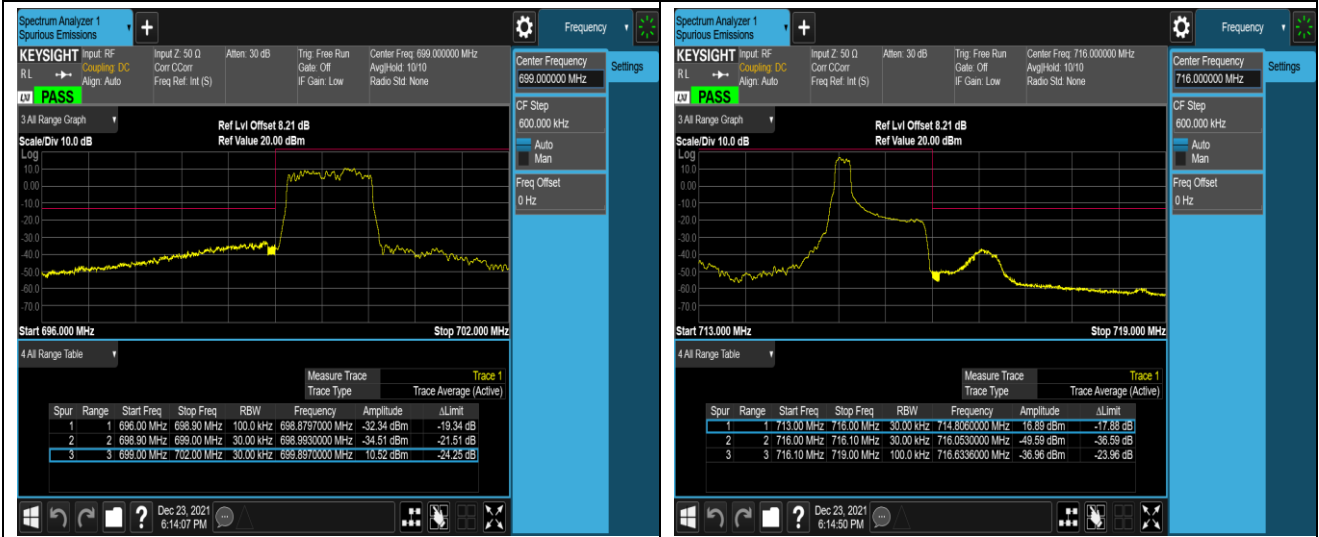 Spectrum Analyzer 1
Spurious Emissions
+
Frequency
KEYSIGHT Input: RF Input Z: 50 Ω Atten: 30 dB Trig: Free Run Center Freq: 699.000000 MHz
Coupling: DC Corr CCorr Gate: Off Avg|Hold: 10/10
RL Align: Auto Freq Ref: Int (S) IF Gain: Low Radio Std: None
LXI PASS
Center Frequency
699.000000 MHz
Settings
CF Step
600.000 kHz
Auto
Man
Freq Offset
0 Hz
3 All Range Graph
Ref Lvl Offset 8.21 dB
Scale/Div 10.0 dB Ref Value 20.00 dBm
Log
10.0
0.00
-10.0
-20.0
-30.0
-40.0
-50.0
-60.0
-70.0
Start 696.000 MHz Stop 702.000 MHz
4 All Range Table
Measure Trace Trace 1
Trace Type Trace Average (Active)
Spur Range Start Freq Stop Freq RBW Frequency Amplitude ΔLimit
1 1 696.00 MHz 698.90 MHz 100.0 kHz 698.8797000 MHz -32.34 dBm -19.34 dB
2 2 698.90 MHz 699.00 MHz 30.00 kHz 698.9930000 MHz -34.51 dBm -21.51 dB
3 3 699.00 MHz 702.00 MHz 30.00 kHz 699.8970000 MHz 10.52 dBm -24.25 dB
?
Dec 23, 2021
6:14:07 PM
Spectrum Analyzer 1
Spurious Emissions
+
Frequency
KEYSIGHT Input: RF Input Z: 50 Ω Atten: 30 dB Trig: Free Run Center Freq: 716.000000 MHz
Coupling: DC Corr CCorr Gate: Off Avg|Hold: 10/10
RL Align: Auto Freq Ref: Int (S) IF Gain: Low Radio Std: None
LXI PASS
Center Frequency
716.000000 MHz
Settings
CF Step
600.000 kHz
Auto
Man
Freq Offset
0 Hz
3 All Range Graph
Ref Lvl Offset 8.21 dB
Scale/Div 10.0 dB Ref Value 20.00 dBm
Log
10.0
0.00
-10.0
-20.0
-30.0
-40.0
-50.0
-60.0
-70.0
Start 713.000 MHz Stop 719.000 MHz
4 All Range Table
Measure Trace Trace 1
Trace Type Trace Average (Active)
Spur Range Start Freq Stop Freq RBW Frequency Amplitude ΔLimit
1 1 713.00 MHz 716.00 MHz 30.00 kHz 714.8060000 MHz 16.89 dBm -17.88 dB
2 2 716.00 MHz 716.10 MHz 30.00 kHz 716.0530000 MHz -49.59 dBm -36.59 dB
3 3 716.10 MHz 719.00 MHz 100.0 kHz 716.6336000 MHz -36.96 dBm -23.96 dB
?
Dec 23, 2021
6:14:50 PM